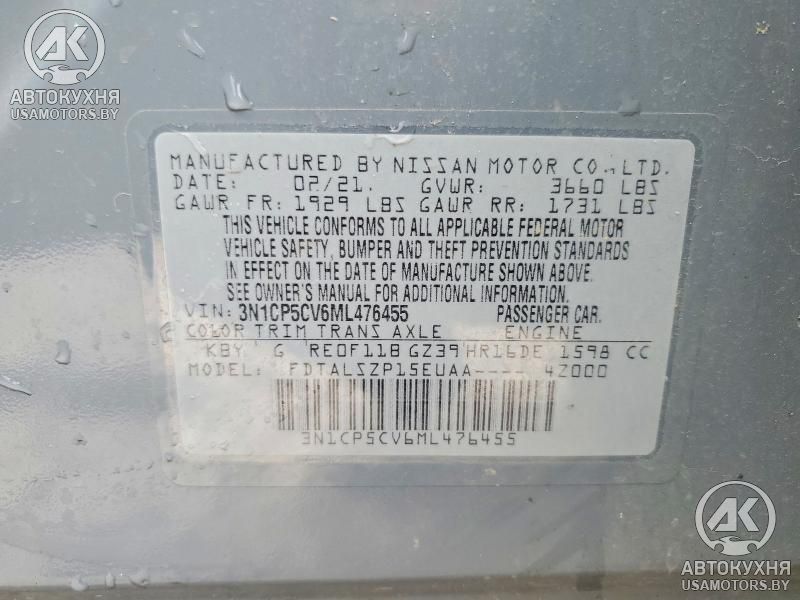 AK
АВТОКУХНЯ
USAMOTORS.BY
MANUFACTURED BY NISSAN MOTOR CO., LTD.
DATE: 02/21. GVWR: 3660 LBS
GAWR FR: 1929 LBS GAWR RR: 1731 LBS
THIS VEHICLE CONFORMS TO ALL APPLICABLE FEDERAL MOTOR
VEHICLE SAFETY, BUMPER AND THEFT PREVENTION STANDARDS
IN EFFECT ON THE DATE OF MANUFACTURE SHOWN ABOVE.
SEE OWNER'S MANUAL FOR ADDITIONAL INFORMATION.
VIN: 3N1CP5CV6ML476455 PASSENGER CAR.
COLOR TRIM TRANS AXLE ENGINE
KBY G RE0F11B GZ39 HR16DE 1598 CC
MODEL: FDTALSZP15EUAA---- 4Z000
3N1CP5CV6ML476455
AK
АВТОКУХНЯ
USAMOTORS.BY